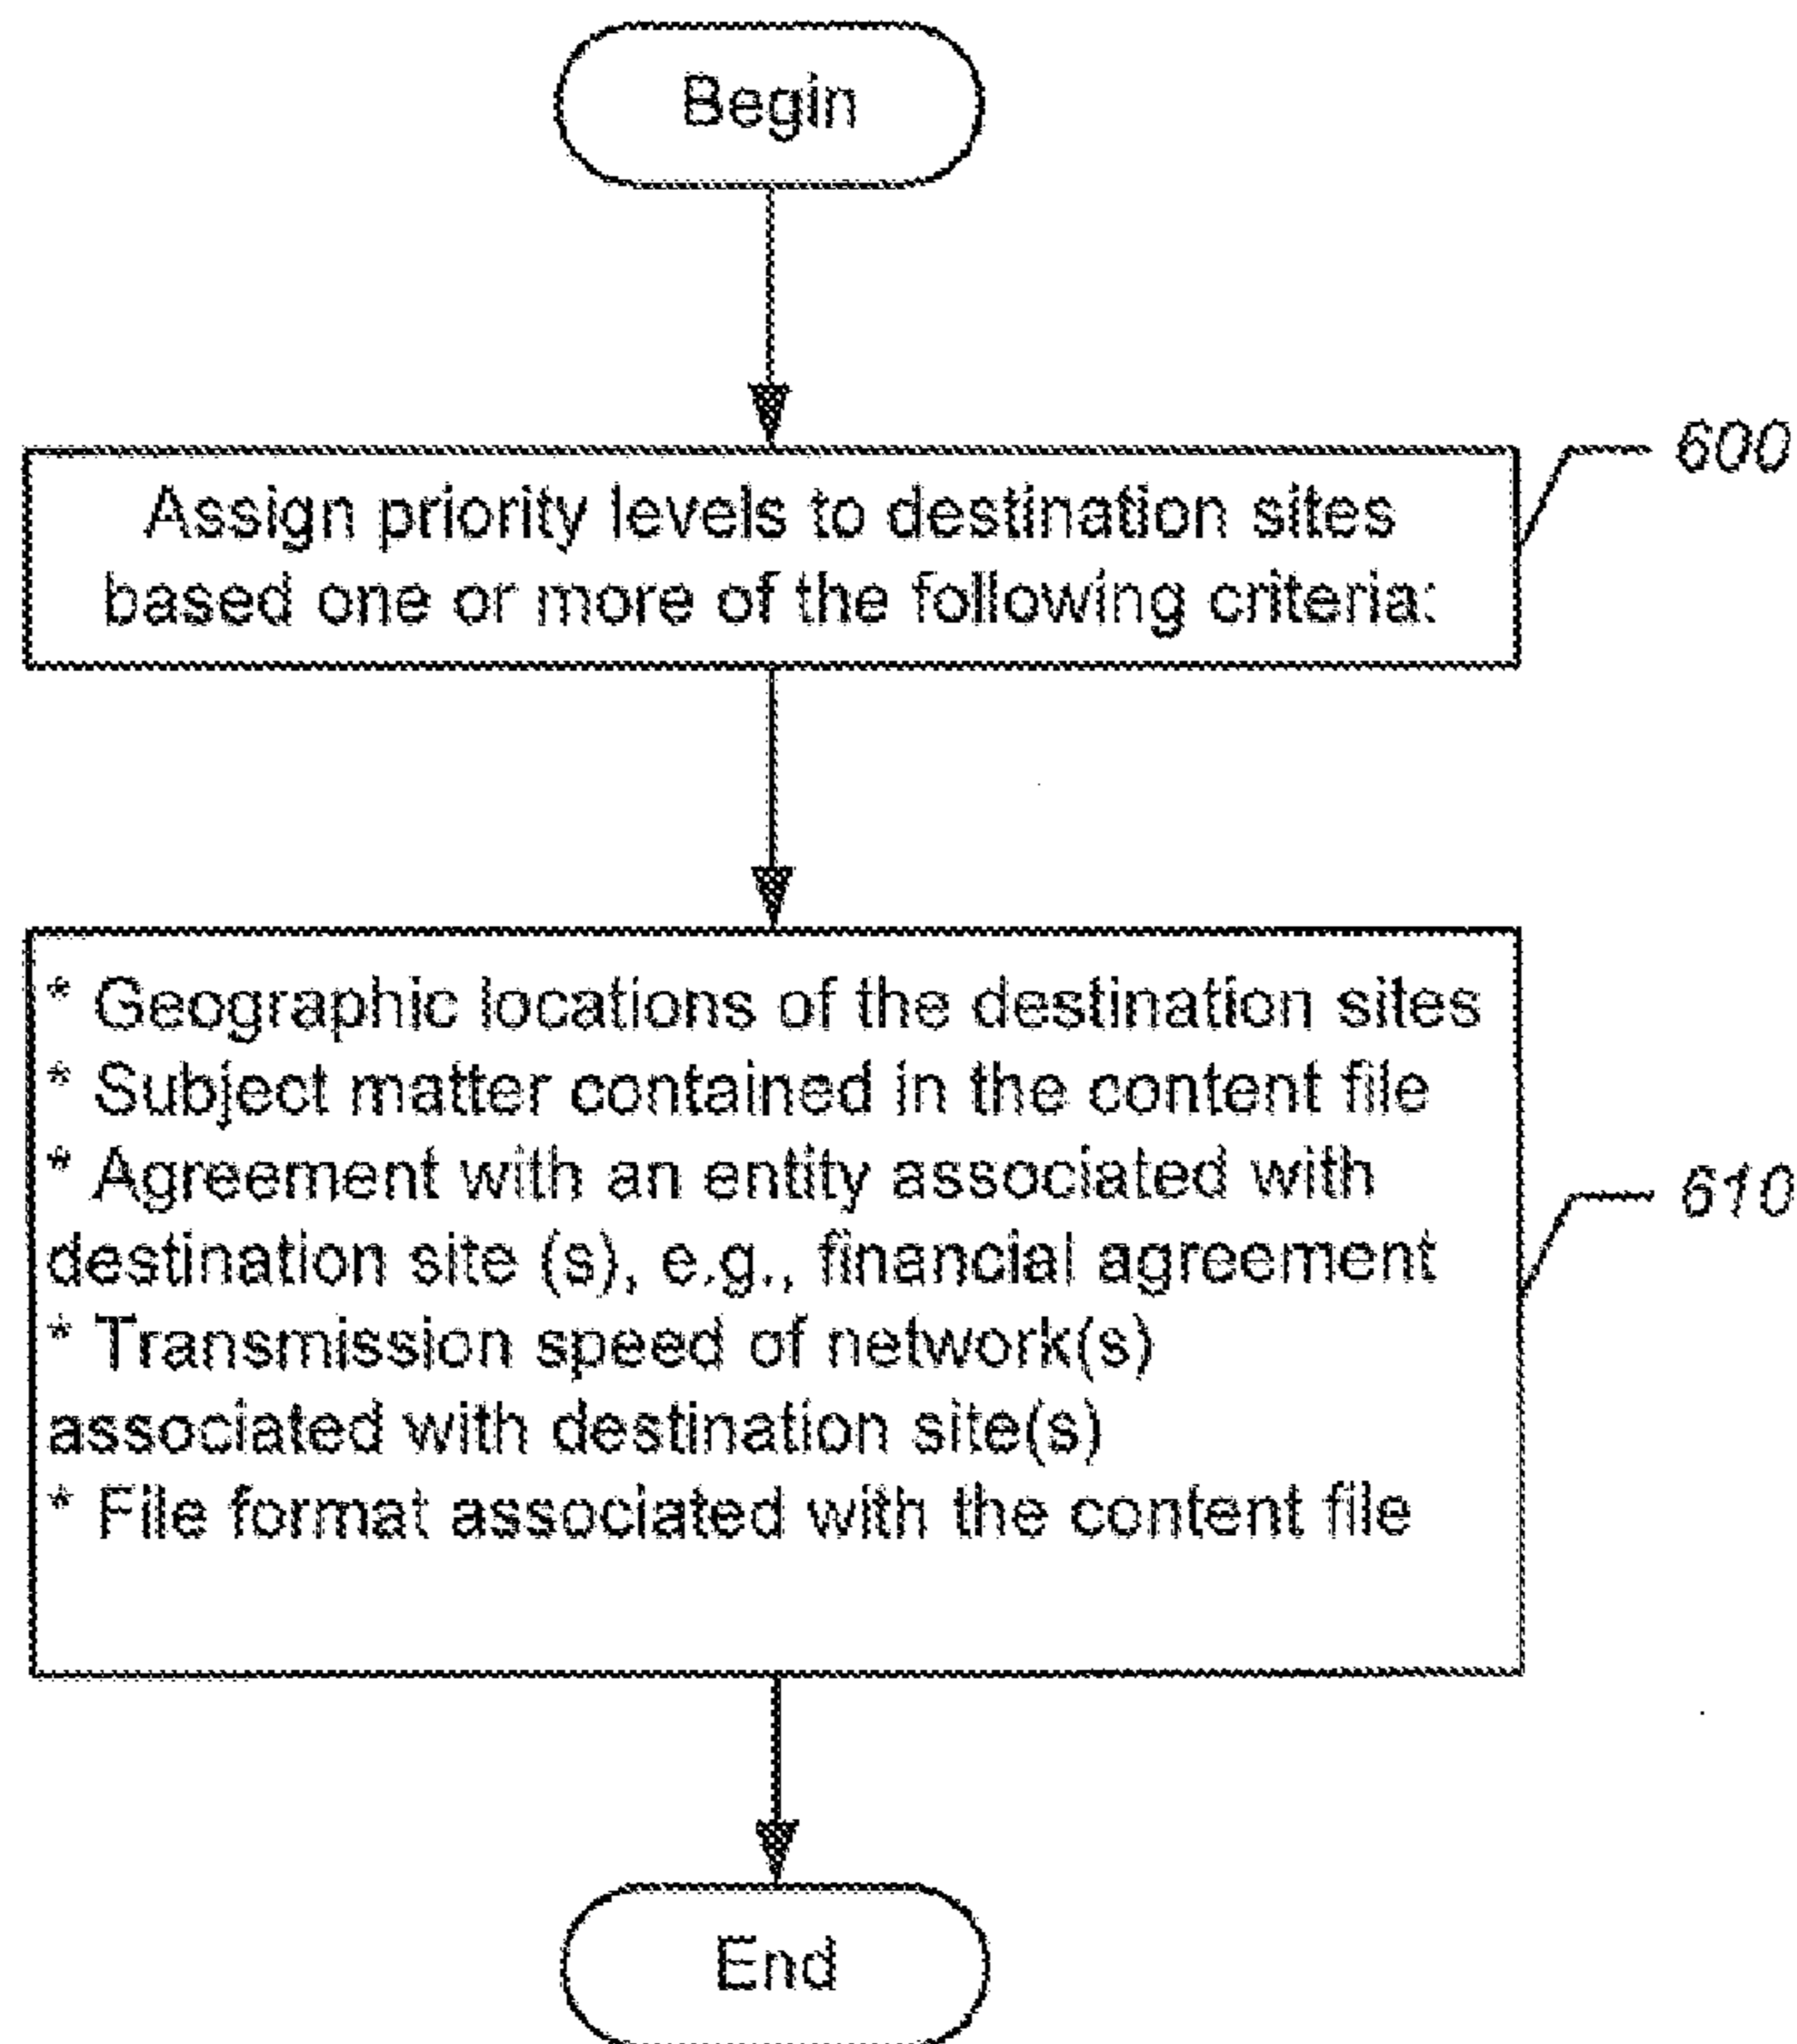 Begin
600
Assign priority levels to destination sites
based one or more of the following criteria:
* Geographic locations of the destination sites
* Subject matter contained in the content file
* Agreement with an entity associated with
destination site (s), e.g., financial agreement
* Transmission speed of network(s)
associated with destination site(s)
* File format associated with the content file
610
End